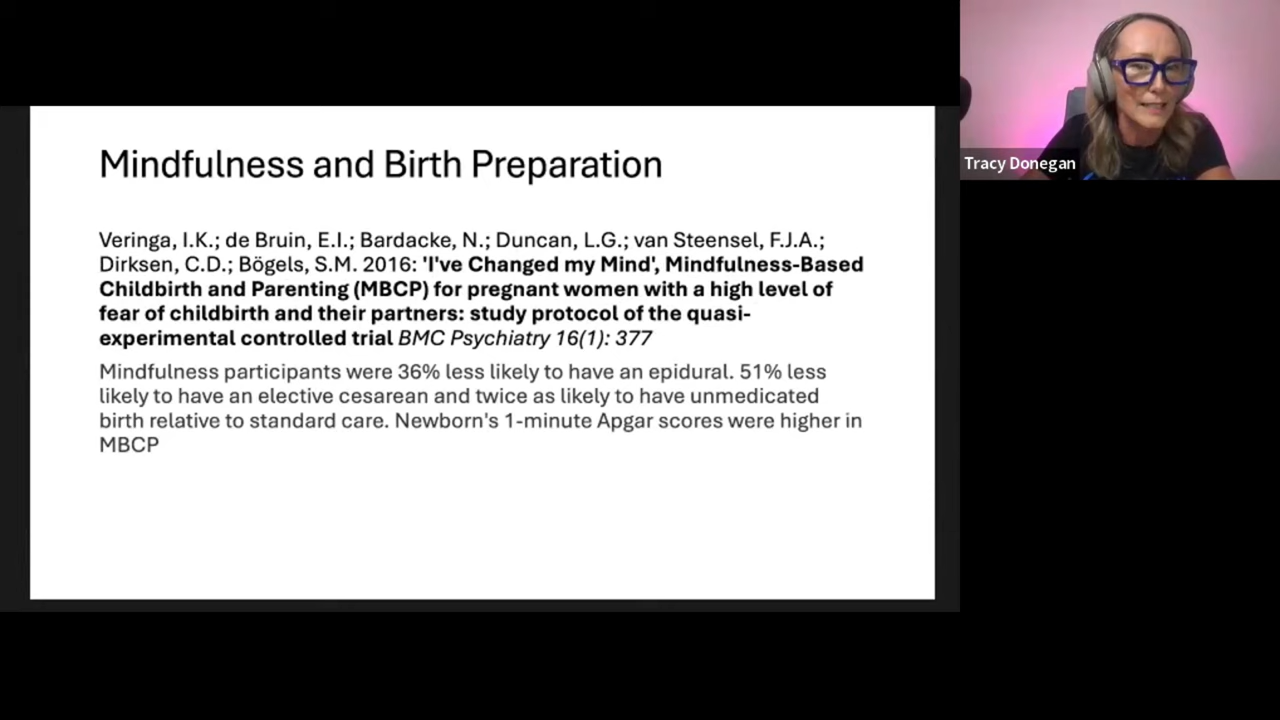 Mindfulness and Birth Preparation
Veringa, I.K.; de Bruin, E.I.; Bardacke, N.; Duncan, L.G.; van Steensel, F.J.A.;
Dirksen, C.D.; Bögels, S.M. 2016: 'I've Changed my Mind', Mindfulness-Based
Childbirth and Parenting (MBCP) for pregnant women with a high level of
fear of childbirth and their partners: study protocol of the quasi-
experimental controlled trial BMC Psychiatry 16(1): 377
Mindfulness participants were 36% less likely to have an epidural. 51% less
likely to have an elective cesarean and twice as likely to have unmedicated
birth relative to standard care. Newborn's 1-minute Apgar scores were higher in
MBCP
Tracy Donegan